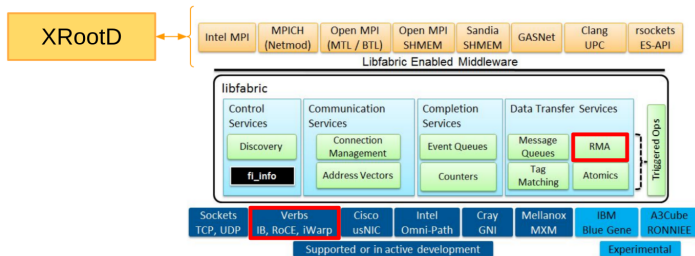 XRootD
Intel MPI
MPICH
(Netmod)
Open MPI
(MTL / BTL)
Open MPI
SHMEM
Sandia
SHMEM
GASNet
Clang
UPC
rsockets
ES-API
Libfabric Enabled Middleware
libfabric
Control
Services
Discovery
fi_info
Communication
Services
Connection
Management
Address Vectors
Completion
Services
Event Queues
Counters
Data Transfer Services
Message
Queues
RMA
Tag
Matching
Atomics
Triggered Ops
Sockets
TCP, UDP
Verbs
IB, RoCE, iWarp
Cisco
usNIC
Intel
Omni-Path
Cray
GNI
Mellanox
MXM
IBM
Blue Gene
A3Cube
RONNIEE
Supported or in active development
Experimental